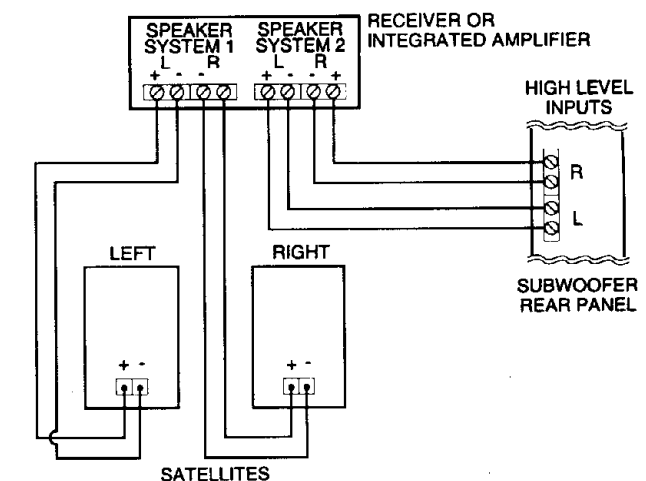 RECEIVER OR
INTEGRATED AMPLIFIER
SPEAKER
SYSTEM 1
L R
+ - -
SPEAKER
SYSTEM 2
L R
+ - - +
HIGH LEVEL
INPUTS
R
L
SUBWOOFER
REAR PANEL
LEFT
+ -
RIGHT
+ -
SATELLITES